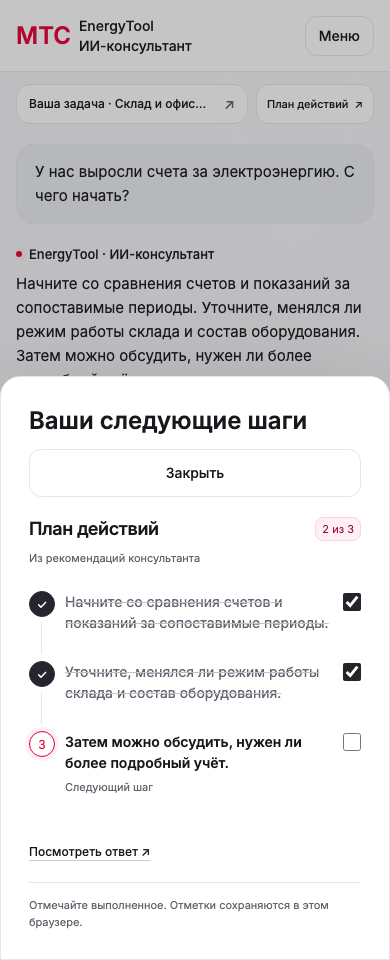 МТС
EnergyTool
ИИ-консультант
Меню
Ваша задача · Склад и офис... ↗
План действий ↗
У нас выросли счета за электроэнергию. С
чего начать?
EnergyTool · ИИ-консультант
Начните со сравнения счетов и показаний за
сопоставимые периоды. Уточните, менялся ли
режим работы склада и состав оборудования.
Затем можно обсудить, нужен ли более
Ваши следующие шаги
Закрыть
План действий
2 из 3
Из рекомендаций консультанта
Начните со сравнения счетов и
показаний за сопоставимые периоды.
Уточните, менялся ли режим работы
склада и состав оборудования.
3
Затем можно обсудить, нужен ли
более подробный учёт.
Следующий шаг
Посмотреть ответ ↗
Отмечайте выполненное. Отметки сохраняются в этом
браузере.